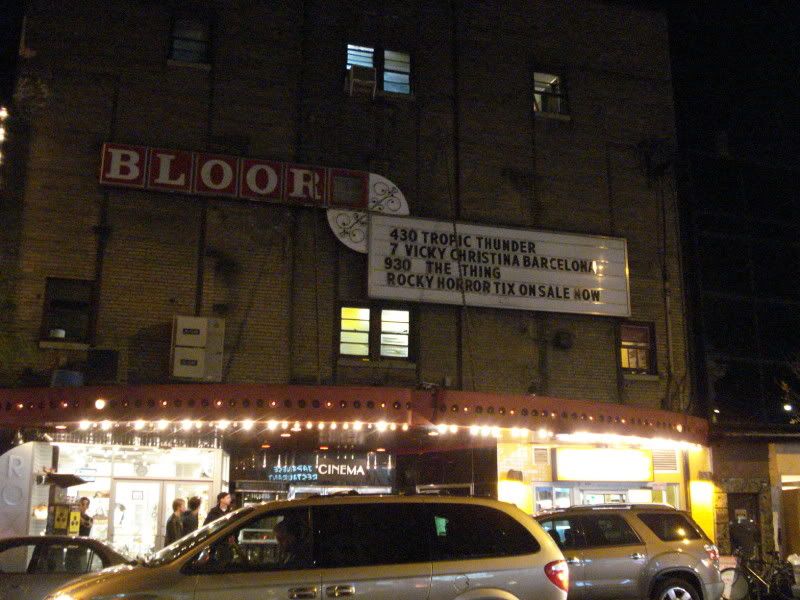 BLOOR
430 TROPIC THUNDER
7 VICKY CHRISTINA BARCELONA
930 THE THING
ROCKY HORROR TIX ON SALE NOW
CINEMA